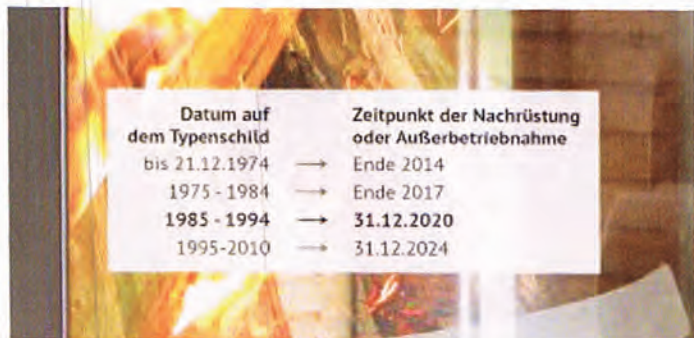 Datum auf dem Typenschild
Zeitpunkt der Nachrüstung oder Außerbetriebnahme
bis 21.12.1974 → Ende 2014
1975 - 1984 → Ende 2017
1985 - 1994 → 31.12.2020
1995-2010 → 31.12.2024